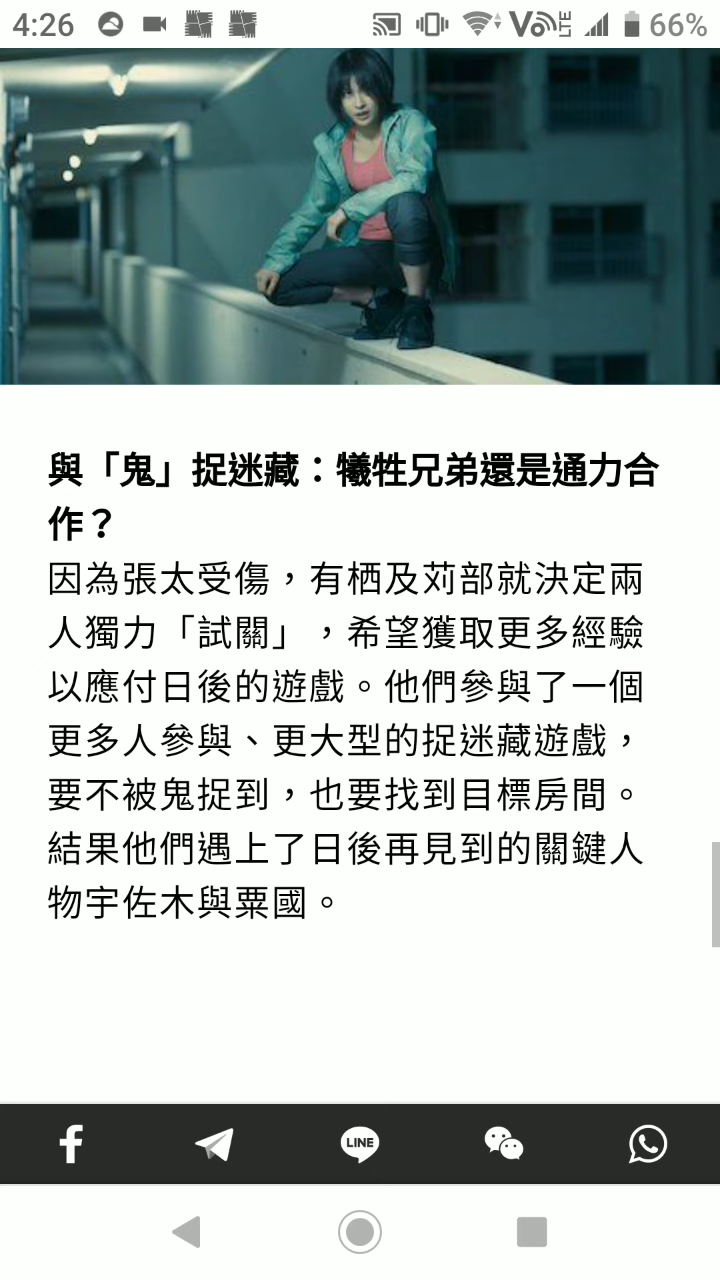 4:26
VoLTE
66%
與「鬼」捉迷藏：犧牲兄弟還是通力合
作？
因為張太受傷，有栖及苅部就決定兩
人獨力「試關」，希望獲取更多經驗
以應付日後的遊戲。他們參與了一個
更多人參與、更大型的捉迷藏遊戲，
要不被鬼捉到，也要找到目標房間。
結果他們遇上了日後再見到的關鍵人
物宇佐木與粟國。
LINE